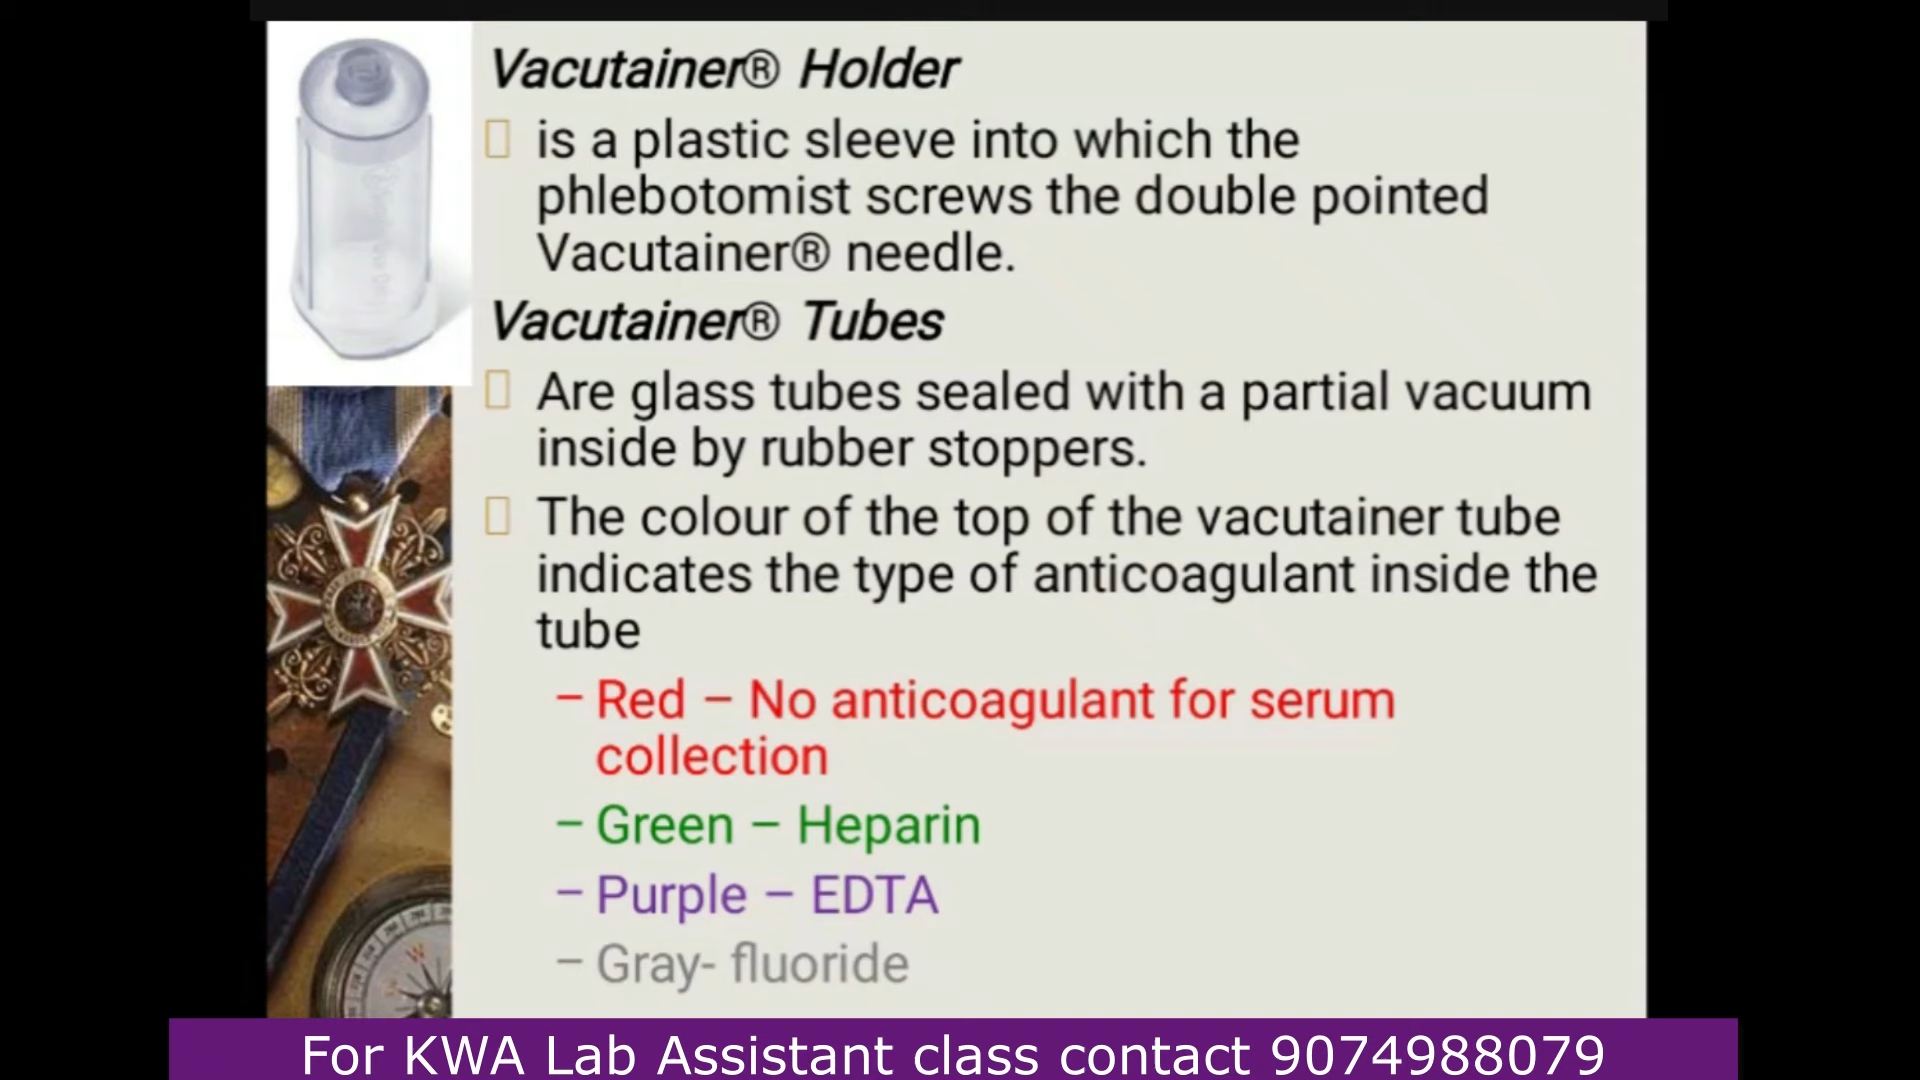 Vacutainer® Holder
is a plastic sleeve into which the
phlebotomist screws the double pointed
Vacutainer® needle.
Vacutainer® Tubes
Are glass tubes sealed with a partial vacuum
inside by rubber stoppers.
The colour of the top of the vacutainer tube
indicates the type of anticoagulant inside the
tube
– Red – No anticoagulant for serum
collection
– Green – Heparin
– Purple – EDTA
– Gray- fluoride
For KWA Lab Assistant class contact 9074988079